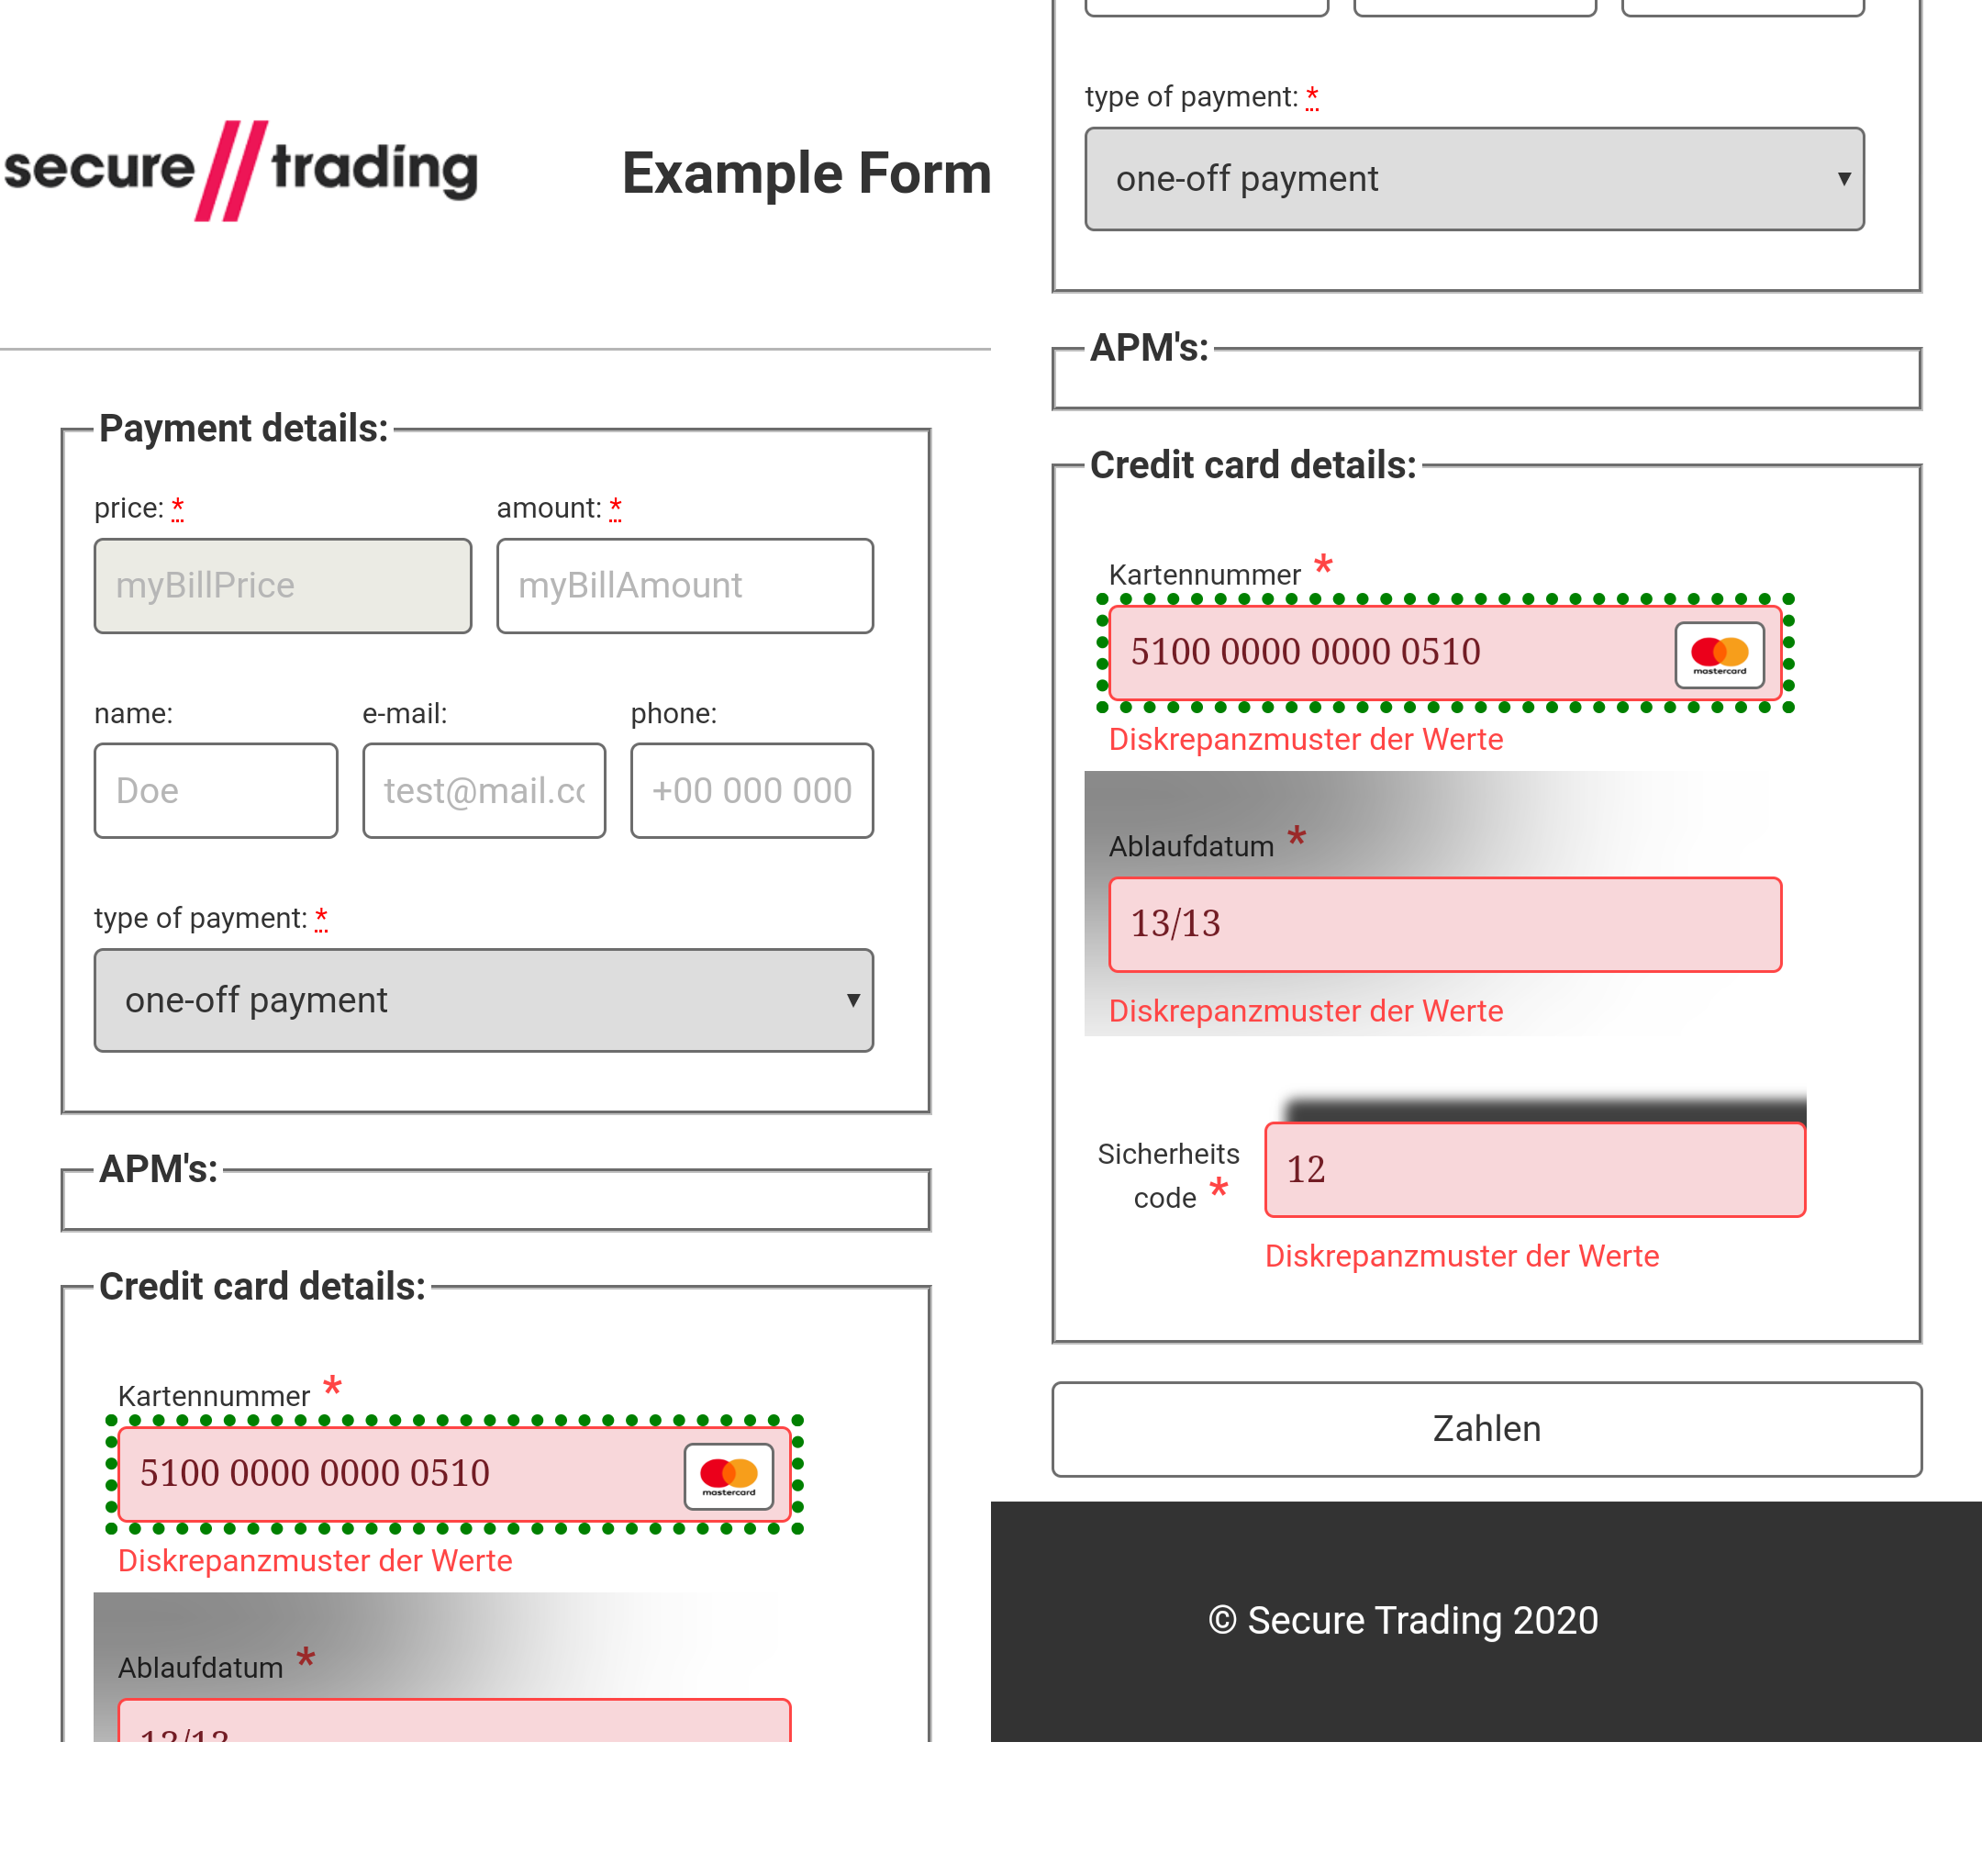 secure//trading
Example Form
Payment details:
price: *
amount: *
myBillPrice
myBillAmount
name:
e-mail:
phone:
Doe
test@mail.co
+00 000 000
type of payment: *
one-off payment
APM's:
Credit card details:
Kartennummer *
5100 0000 0000 0510
mastercard
Diskrepanzmuster der Werte
Ablaufdatum *
13/13
type of payment: *
one-off payment
APM's:
Credit card details:
Kartennummer *
5100 0000 0000 0510
mastercard
Diskrepanzmuster der Werte
Ablaufdatum *
13/13
Diskrepanzmuster der Werte
Sicherheits
code *
12
Diskrepanzmuster der Werte
Zahlen
© Secure Trading 2020